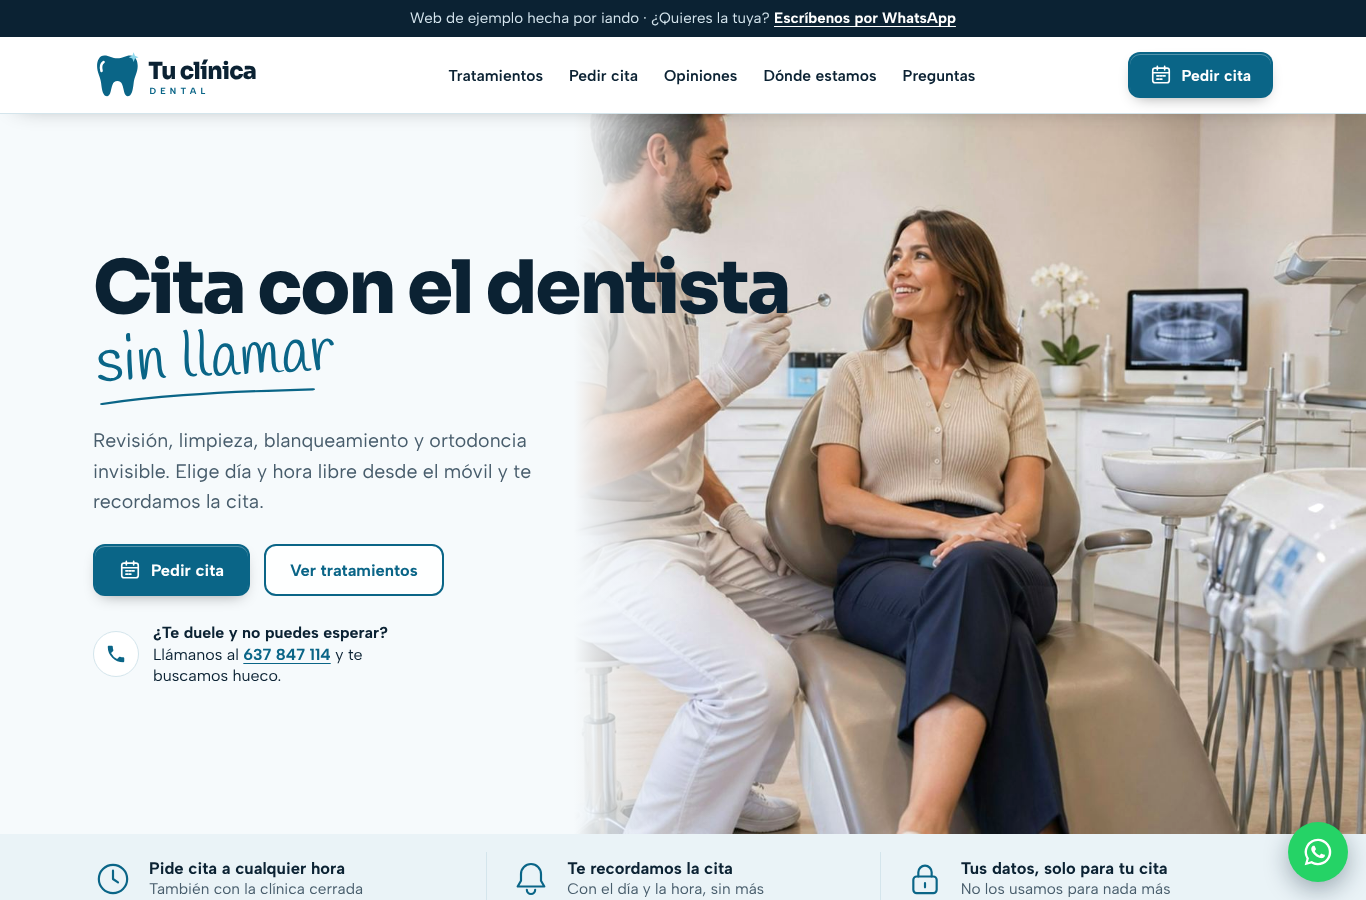 Web de ejemplo hecha por iando · ¿Quieres la tuya? Escríbenos por WhatsApp
Tu clínica
DENTAL
Tratamientos
Pedir cita
Opiniones
Dónde estamos
Preguntas
Pedir cita
Cita con el dentista
sin llamar
Revisión, limpieza, blanqueamiento y ortodoncia
invisible. Elige día y hora libre desde el móvil y te
recordamos la cita.
Pedir cita
Ver tratamientos
¿Te duele y no puedes esperar?
Llámanos al 637 847 114 y te
buscamos hueco.
Pide cita a cualquier hora
También con la clínica cerrada
Te recordamos la cita
Con el día y la hora, sin más
Tus datos, solo para tu cita
No los usamos para nada más